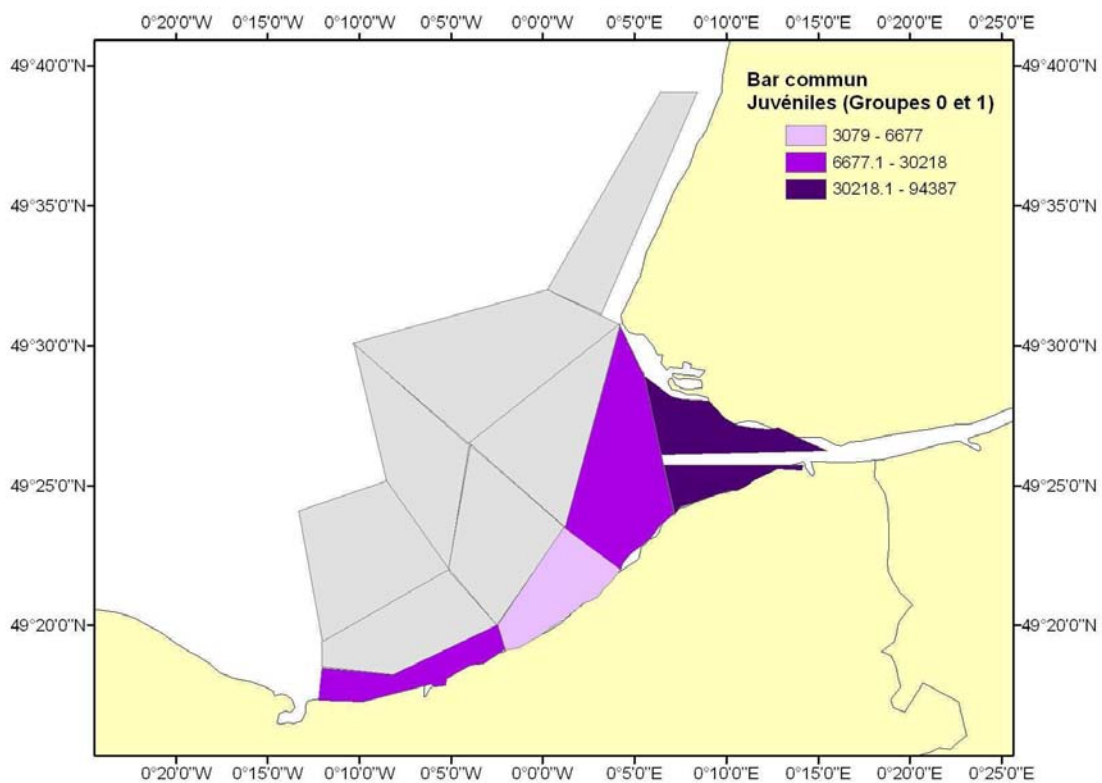 0°20'0"W 0°15'0"W 0°10'0"W 0°5'0"W 0°0'0" 0°5'0"E 0°10'0"E 0°15'0"E 0°20'0"E 0°25'0"E
49°40'0"N 49°40'0"N
Bar commun
Juvéniles (Groupes 0 et 1)
3079 - 6677
6677.1 - 30218
30218.1 - 94387
49°35'0"N 49°35'0"N
49°30'0"N 49°30'0"N
49°25'0"N 49°25'0"N
49°20'0"N 49°20'0"N
0°20'0"W 0°15'0"W 0°10'0"W 0°5'0"W 0°0'0" 0°5'0"E 0°10'0"E 0°15'0"E 0°20'0"E 0°25'0"E